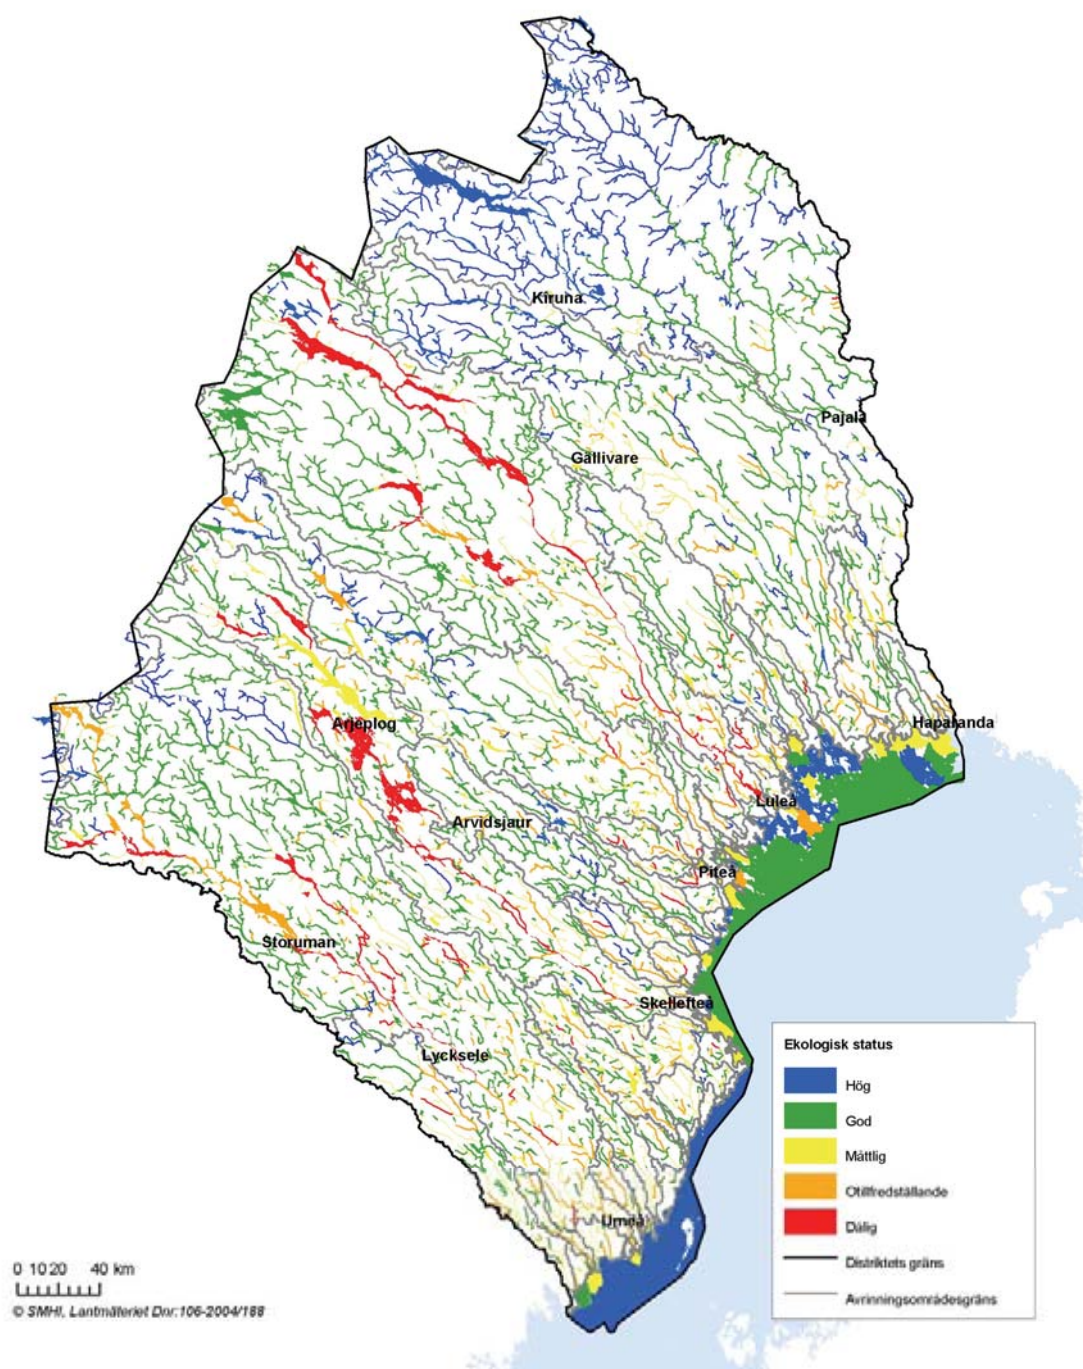 Kiruna
Pajala
Gällivare
Haparanda
Arjeplog
Luleå
Arvidsjaur
Piteå
Storuman
Skellefteå
Lycksele
Umeå
Ekologisk status
Hög
God
Måttlig
Otillfredställande
Dålig
Distriktets gräns
Avrinningsområdesgräns
0 10 20 40 km
© SMHI, Lantmäteriet Dnr:106-2004/188